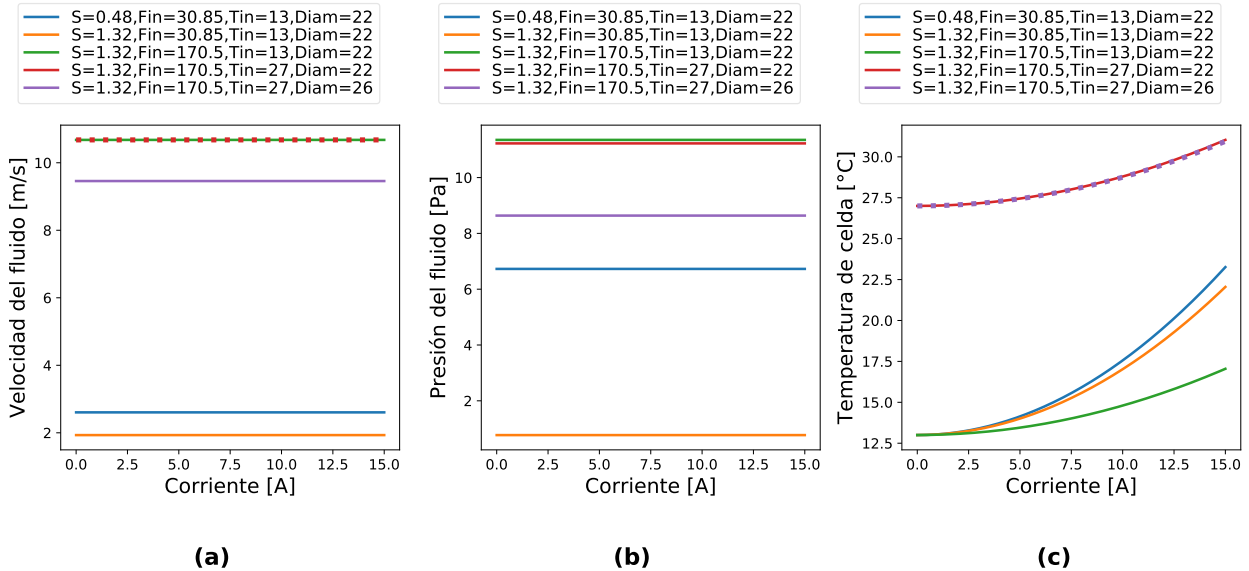 S=0.48,Fin=30.85,Tin=13,Diam=22
S=1.32,Fin=30.85,Tin=13,Diam=22
S=1.32,Fin=170.5,Tin=13,Diam=22
S=1.32,Fin=170.5,Tin=27,Diam=22
S=1.32,Fin=170.5,Tin=27,Diam=26
Velocidad del fluido [m/s]
10
8
6
4
2
0.0 2.5 5.0 7.5 10.0 12.5 15.0
Corriente [A]
(a)
S=0.48,Fin=30.85,Tin=13,Diam=22
S=1.32,Fin=30.85,Tin=13,Diam=22
S=1.32,Fin=170.5,Tin=13,Diam=22
S=1.32,Fin=170.5,Tin=27,Diam=22
S=1.32,Fin=170.5,Tin=27,Diam=26
Presión del fluido [Pa]
10
8
6
4
2
0.0 2.5 5.0 7.5 10.0 12.5 15.0
Corriente [A]
(b)
S=0.48,Fin=30.85,Tin=13,Diam=22
S=1.32,Fin=30.85,Tin=13,Diam=22
S=1.32,Fin=170.5,Tin=13,Diam=22
S=1.32,Fin=170.5,Tin=27,Diam=22
S=1.32,Fin=170.5,Tin=27,Diam=26
Temperatura de celda [°C]
30.0
27.5
25.0
22.5
20.0
17.5
15.0
12.5
0.0 2.5 5.0 7.5 10.0 12.5 15.0
Corriente [A]
(c)